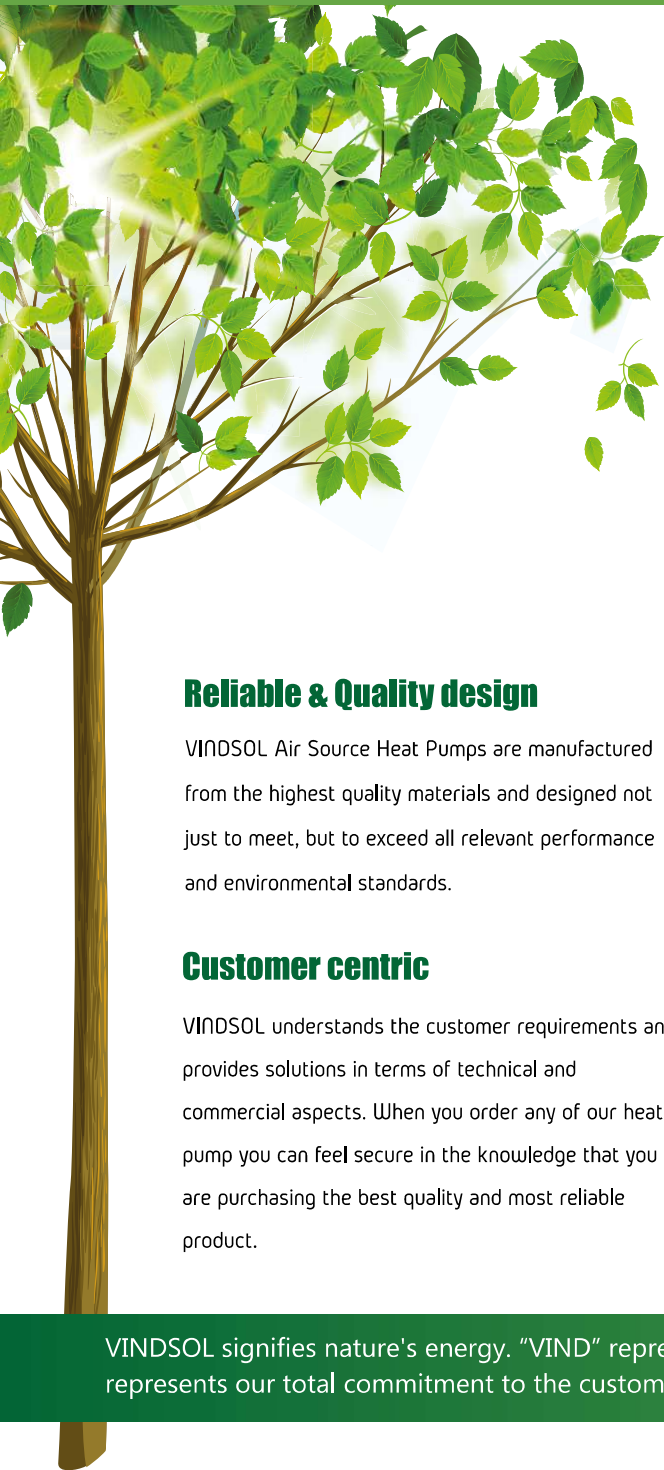 Reliable & Quality design
VINDSOL Air Source Heat Pumps are manufactured
from the highest quality materials and designed not
just to meet, but to exceed all relevant performance
and environmental standards.
Customer centric
VINDSOL understands the customer requirements an
provides solutions in terms of technical and
commercial aspects. When you order any of our heat
pump you can feel secure in the knowledge that you
are purchasing the best quality and most reliable
product.
VINDSOL signifies nature's energy. “VIND” repre
represents our total commitment to the custom